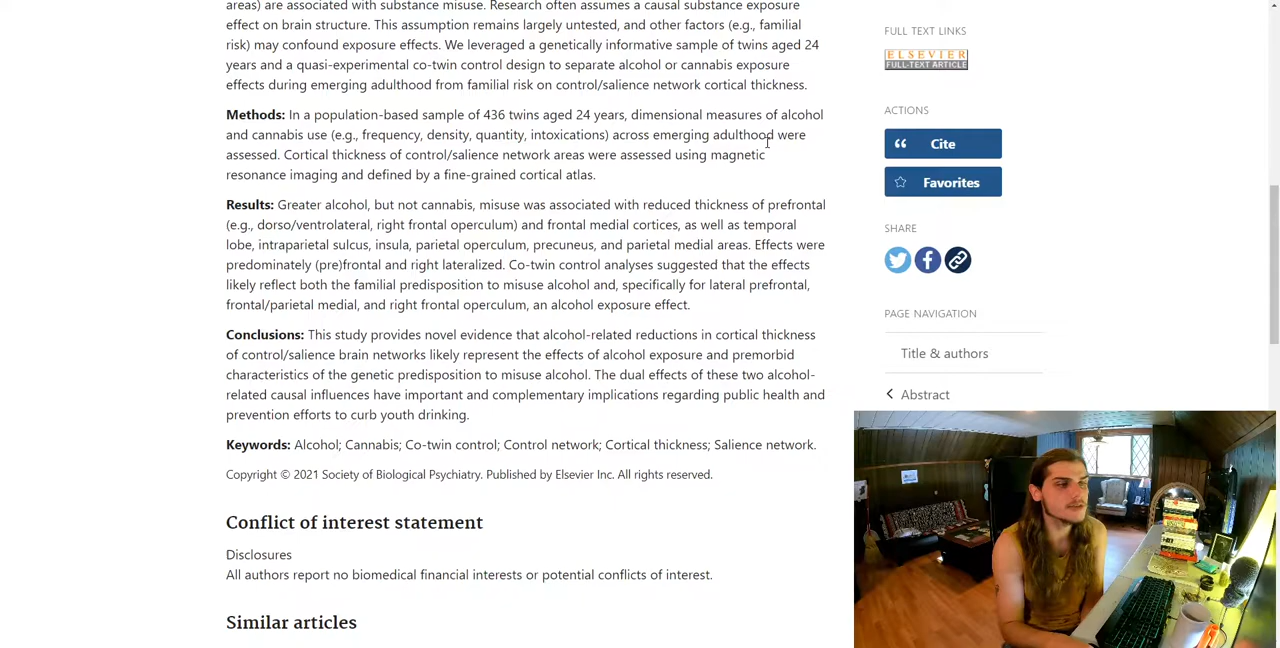 areas) are associated with substance misuse. Research often assumes a causal substance exposure
effect on brain structure. This assumption remains largely untested, and other factors (e.g., familial
risk) may confound exposure effects. We leveraged a genetically informative sample of twins aged 24
years and a quasi-experimental co-twin control design to separate alcohol or cannabis exposure
effects during emerging adulthood from familial risk on control/salience network cortical thickness.
Methods: In a population-based sample of 436 twins aged 24 years, dimensional measures of alcohol
and cannabis use (e.g., frequency, density, quantity, intoxications) across emerging adulthood were
assessed. Cortical thickness of control/salience network areas were assessed using magnetic
resonance imaging and defined by a fine-grained cortical atlas.
Results: Greater alcohol, but not cannabis, misuse was associated with reduced thickness of prefrontal
(e.g., dorso/ventrolateral, right frontal operculum) and frontal medial cortices, as well as temporal
lobe, intraparietal sulcus, insula, parietal operculum, precuneus, and parietal medial areas. Effects were
predominately (pre)frontal and right lateralized. Co-twin control analyses suggested that the effects
likely reflect both the familial predisposition to misuse alcohol and, specifically for lateral prefrontal,
frontal/parietal medial, and right frontal operculum, an alcohol exposure effect.
Conclusions: This study provides novel evidence that alcohol-related reductions in cortical thickness
of control/salience brain networks likely represent the effects of alcohol exposure and premorbid
characteristics of the genetic predisposition to misuse alcohol. The dual effects of these two alcohol-
related causal influences have important and complementary implications regarding public health and
prevention efforts to curb youth drinking.
Keywords: Alcohol; Cannabis; Co-twin control; Control network; Cortical thickness; Salience network.
Copyright © 2021 Society of Biological Psychiatry. Published by Elsevier Inc. All rights reserved.
Conflict of interest statement
Disclosures
All authors report no biomedical financial interests or potential conflicts of interest.
Similar articles
FULL TEXT LINKS
ELSEVIER
FULL-TEXT ARTICLE
ACTIONS
Cite
Favorites
SHARE
PAGE NAVIGATION
Title & authors
Abstract